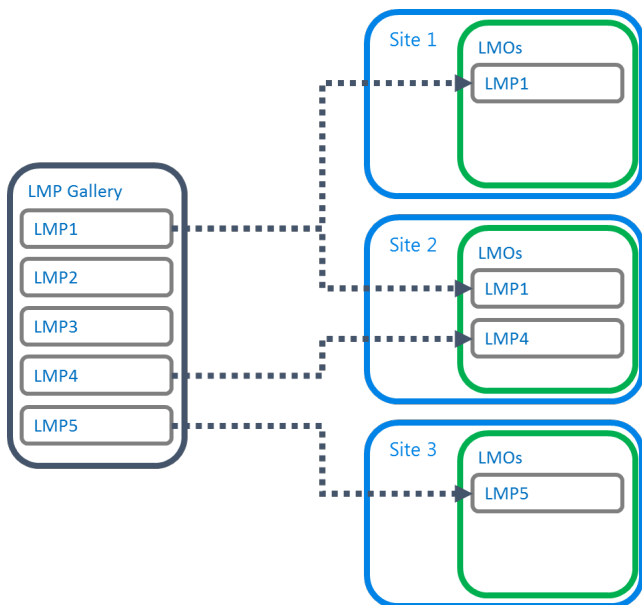 LMP Gallery
LMP1
LMP2
LMP3
LMP4
LMP5
Site 1
LMOs
LMP1
Site 2
LMOs
LMP1
LMP4
Site 3
LMOs
LMP5